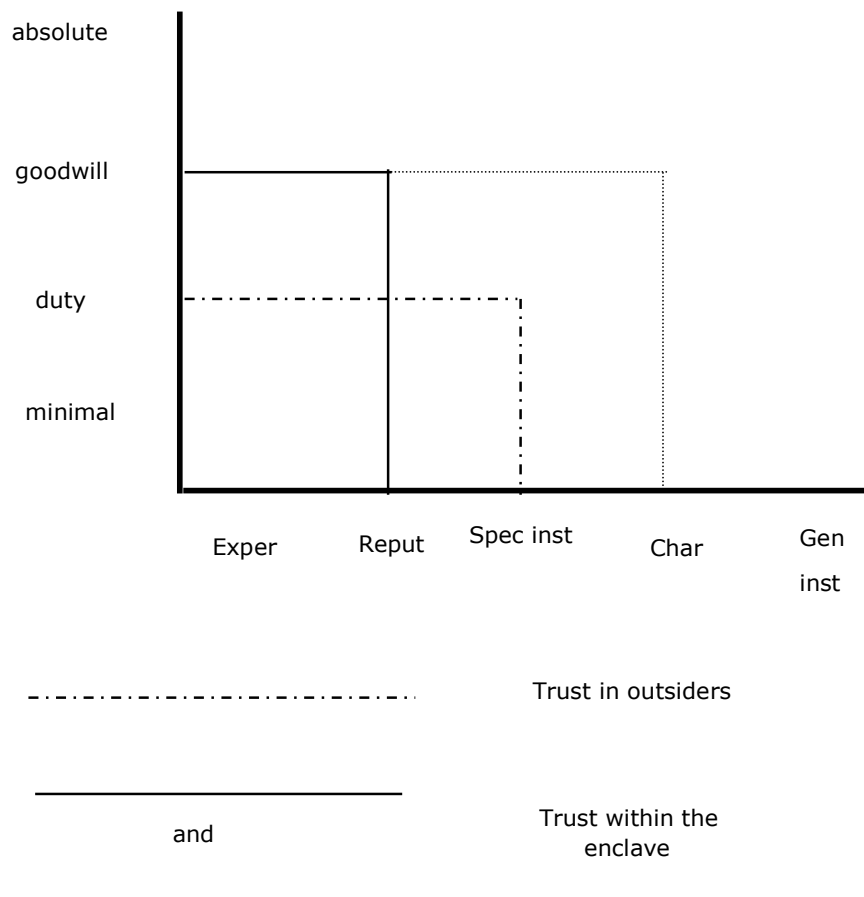 absolute
goodwill
duty
minimal
Exper
Reput
Spec inst
Char
Gen
inst
Trust in outsiders
and
Trust within the
enclave